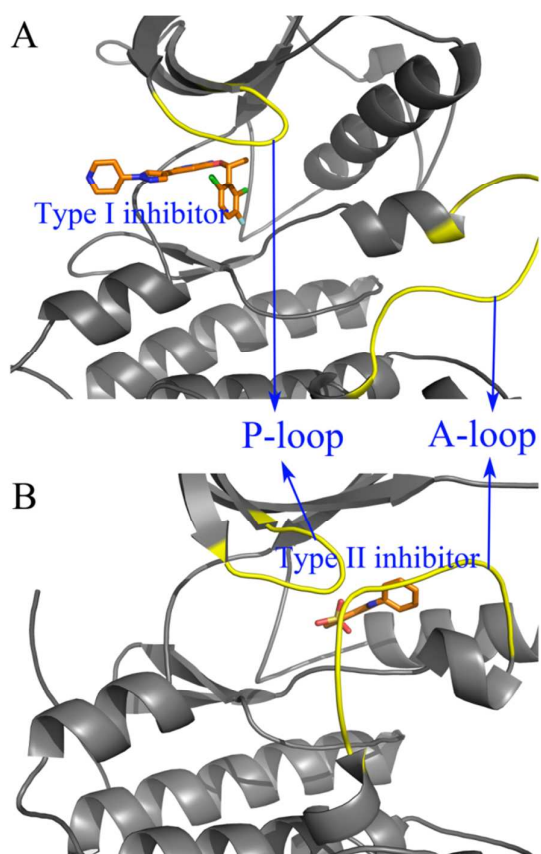 A
Type I inhibitor
P-loop
A-loop
B
Type II inhibitor